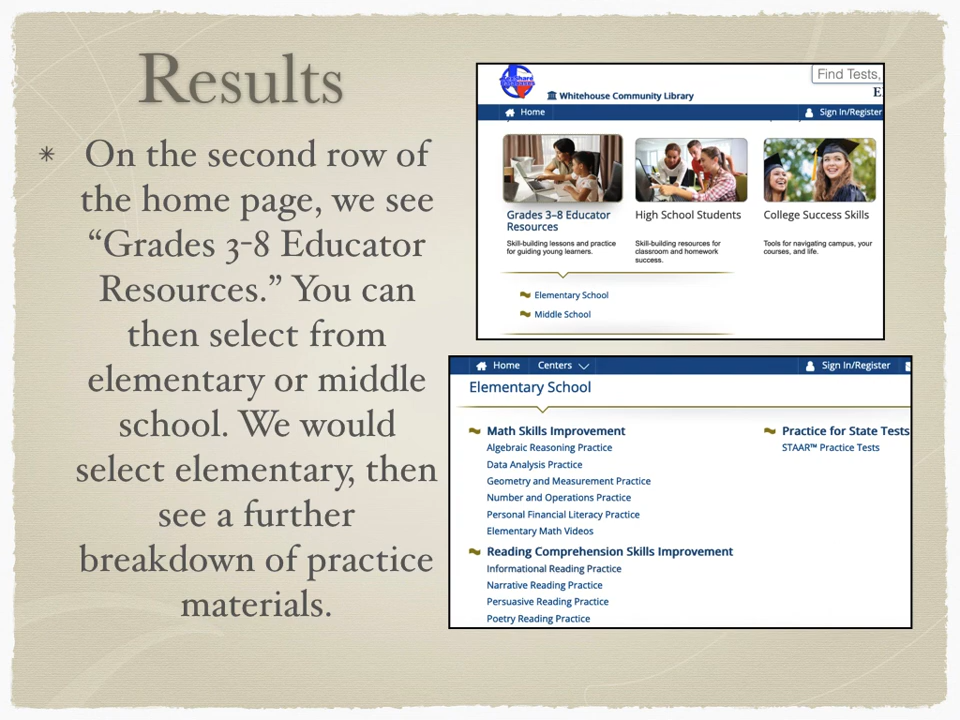 Results
On the second row of
the home page, we see
“Grades 3-8 Educator
Resources.” You can
then select from
elementary or middle
school. We would
select elementary, then
see a further
breakdown of practice
materials.
Find Tests,
Whitehouse Community Library
E
Home
Sign In/Register
Grades 3–8 Educator
Resources
Skill-building lessons and practice
for guiding young learners.
High School Students
Skill-building resources for
classroom and homework
success.
College Success Skills
Tools for navigating campus, your
courses, and life.
Elementary School
Middle School
Home Centers Sign In/Register
Elementary School
Math Skills Improvement
Algebraic Reasoning Practice
Data Analysis Practice
Geometry and Measurement Practice
Number and Operations Practice
Personal Financial Literacy Practice
Elementary Math Videos
Reading Comprehension Skills Improvement
Informational Reading Practice
Narrative Reading Practice
Persuasive Reading Practice
Poetry Reading Practice
Practice for State Tests
STAAR™ Practice Tests